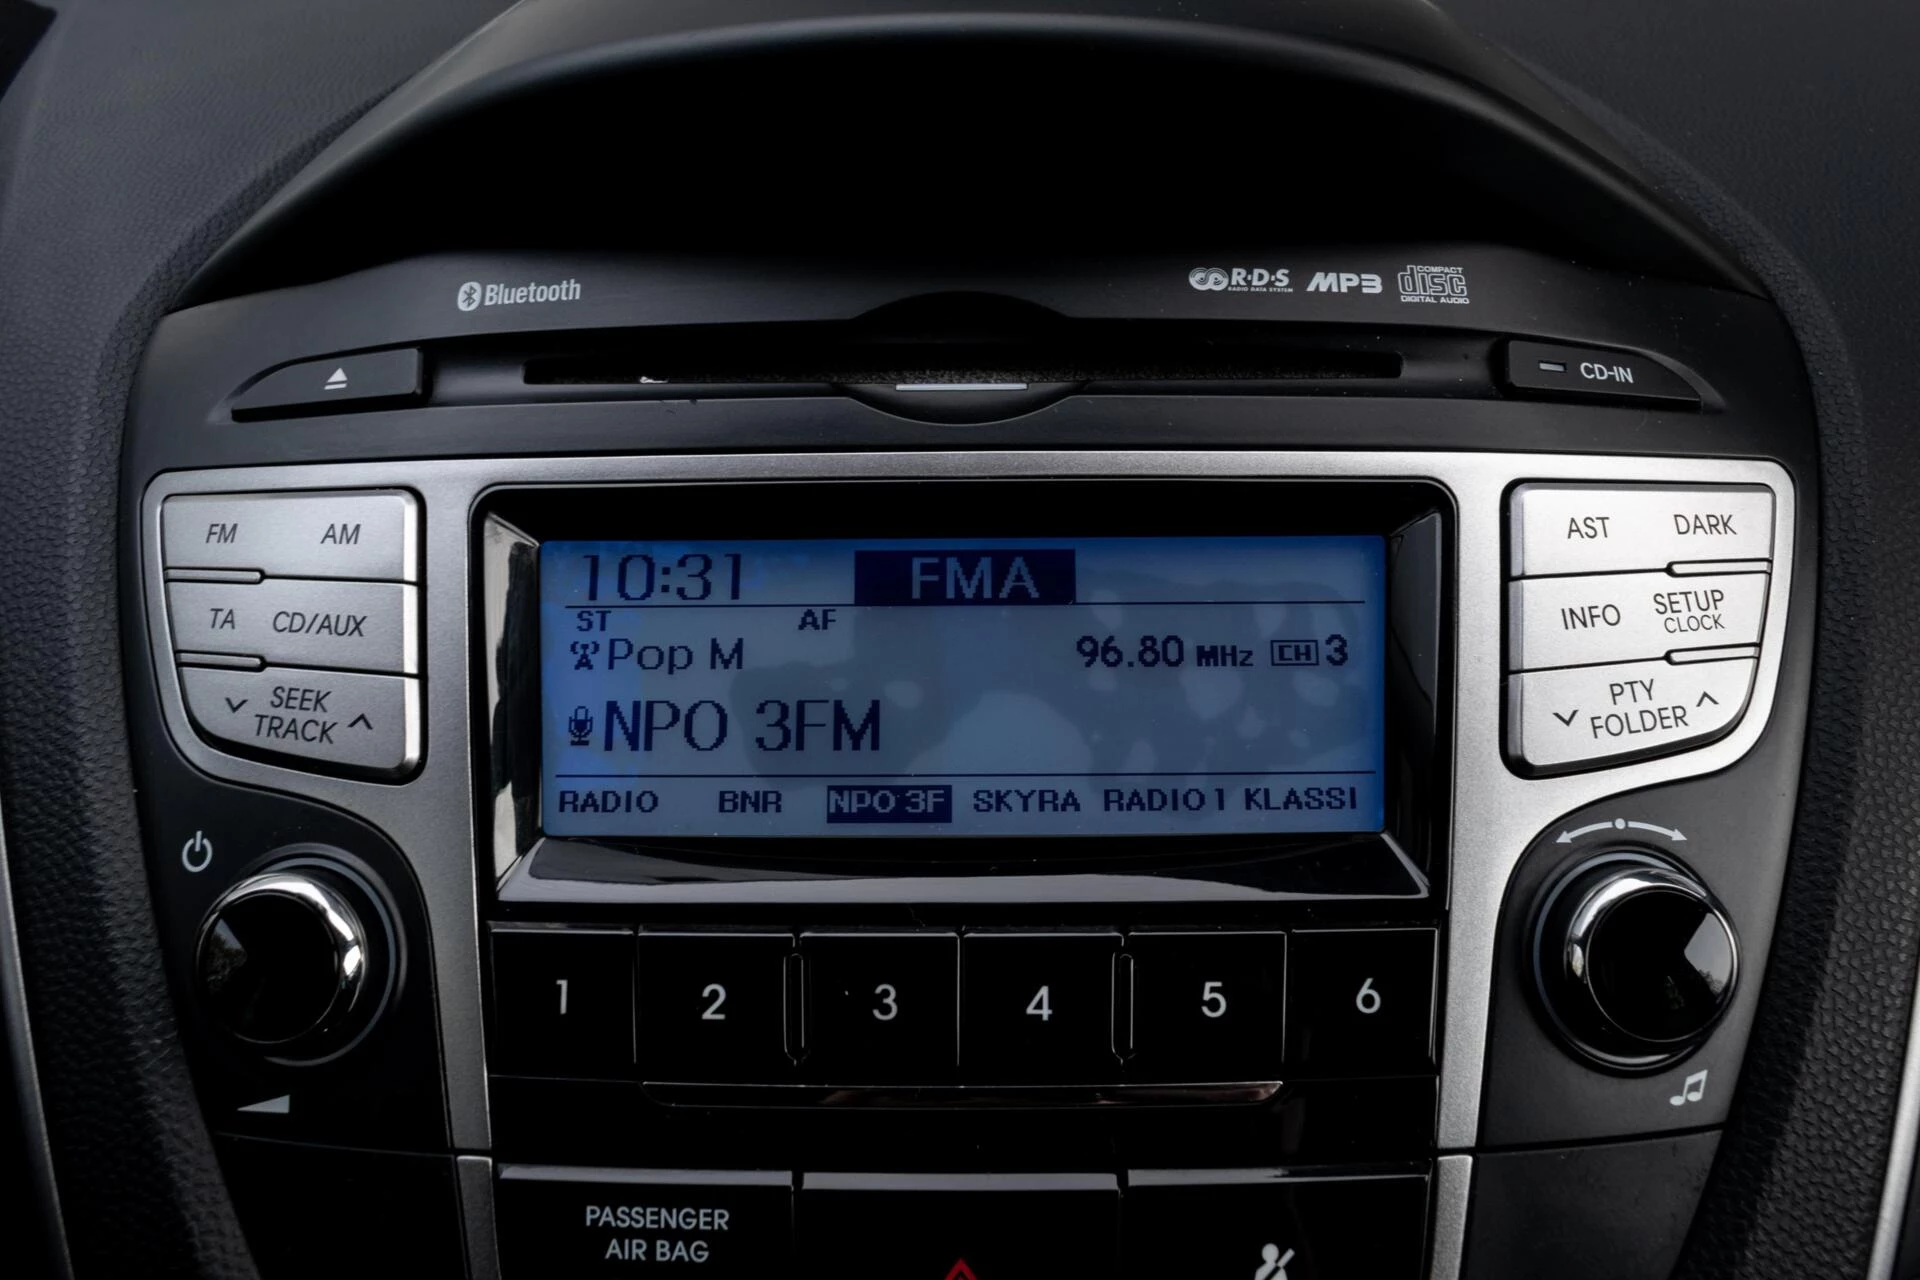 Bluetooth
R·D·S
RADIO DATA SYSTEM
MP3
COMPACT
disc
DIGITAL AUDIO
CD-IN
FM AM
TA CD/AUX
SEEK
TRACK
10:31 FMA
ST AF
Pop M 96.80 MHz CH 3
NPO 3FM
RADIO BNR NPO 3F SKYRA RADIO 1 KLASSI
AST DARK
INFO SETUP
CLOCK
PTY
FOLDER
1 2 3 4 5 6
PASSENGER
AIR BAG